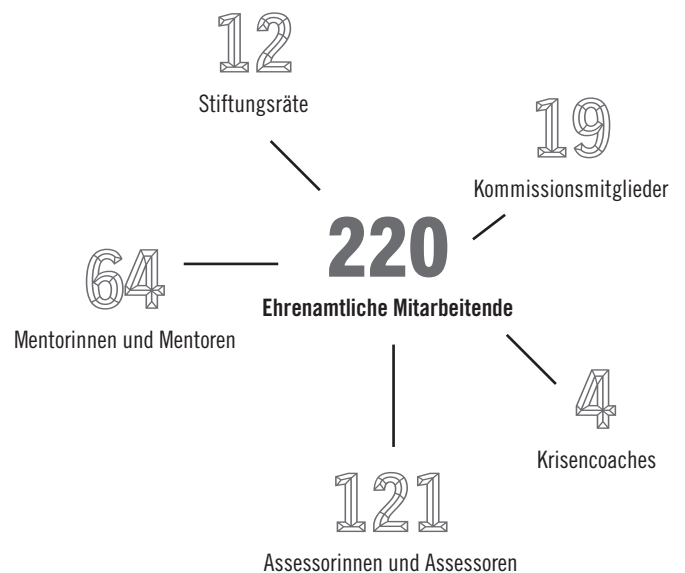 12
Stiftungsräte
19
Kommissionsmitglieder
220
Ehrenamtliche Mitarbeitende
64
Mentorinnen und Mentoren
4
Krisencoaches
121
Assessorinnen und Assessoren